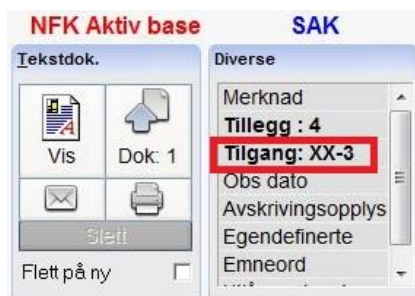 NFK Aktiv base
SAK
Tekstdok.
Diverse
Vis
Dok: 1
Slett
Flett på ny
Merknad
Tillegg : 4
Tilgang: XX-3
Obs dato
Avskrivingsopplys
Egendefinerte
Emneord